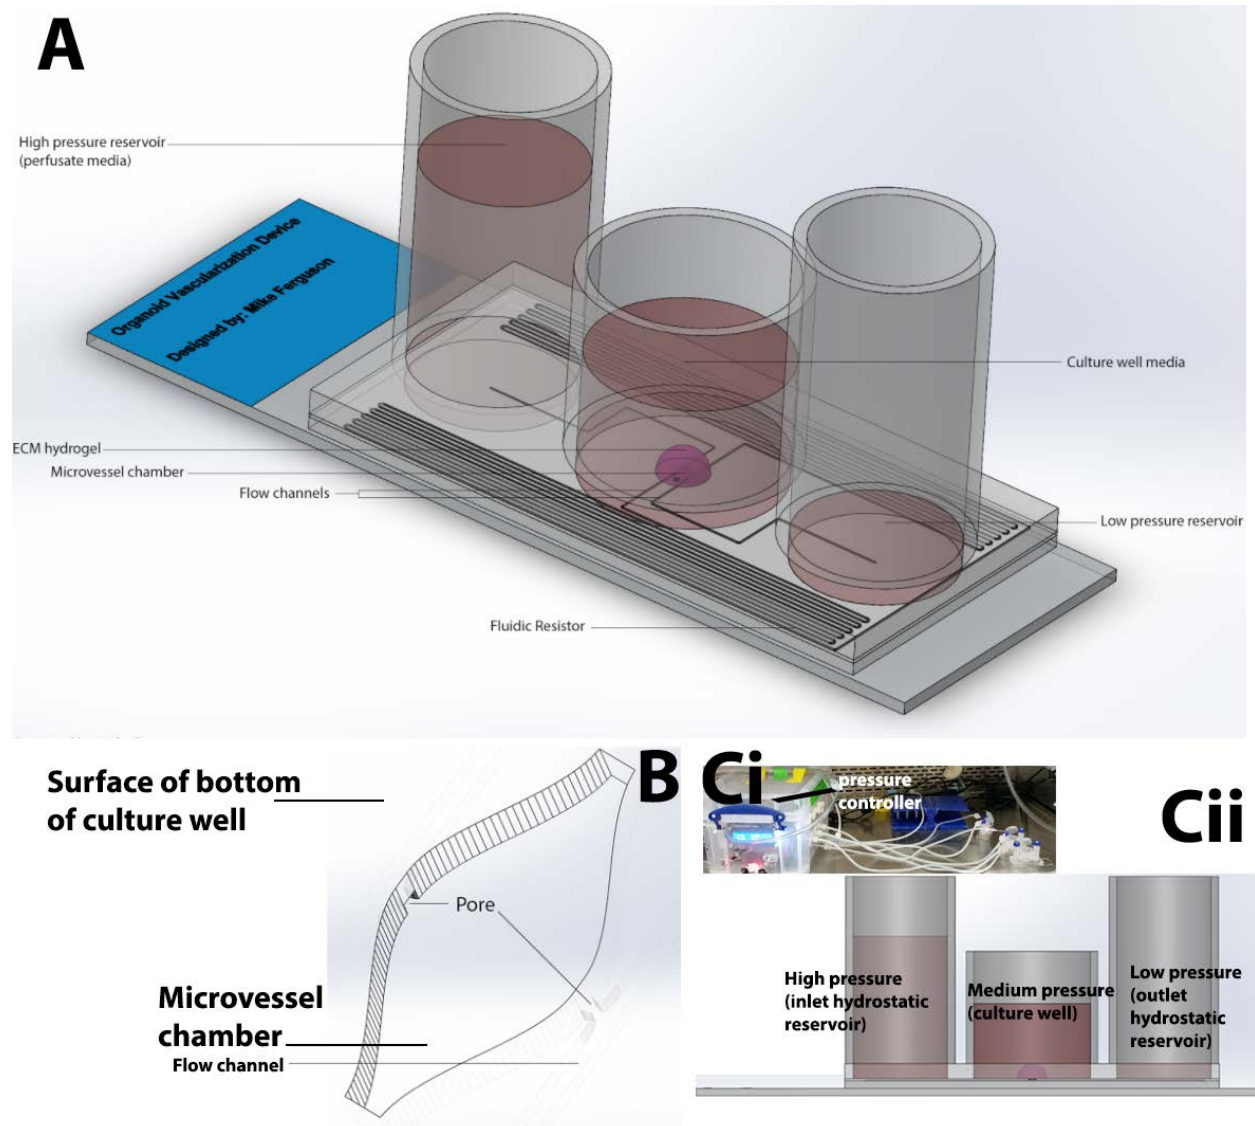 A
High pressure reservoir
(perfusate media)
Organoid Vascularization Device
Designed by: Mike Ferguson
Culture well media
ECM hydrogel
Microvessel chamber
Flow channels
Low pressure reservoir
Fluidic Resistor
B
Surface of bottom
of culture well
Pore
Microvessel
chamber
Flow channel
Ci
pressure
controller
Cii
High pressure
(inlet hydrostatic
reservoir)
Medium pressure
(culture well)
Low pressure
(outlet
hydrostatic
reservoir)